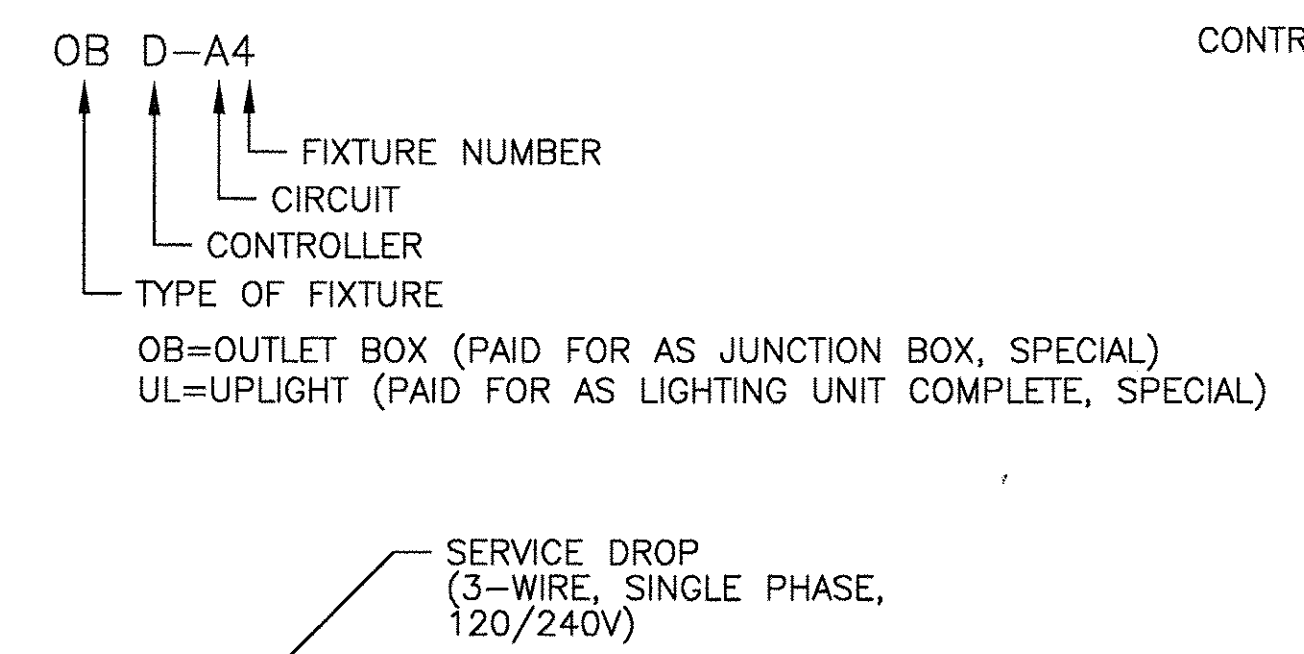 OB D-A4
CONTR
FIXTURE NUMBER
CIRCUIT
CONTROLLER
TYPE OF FIXTURE
OB=OUTLET BOX (PAID FOR AS JUNCTION BOX, SPECIAL)
UL=UPLIGHT (PAID FOR AS LIGHTING UNIT COMPLETE, SPECIAL)
SERVICE DROP
(3-WIRE, SINGLE PHASE,
120/240V)